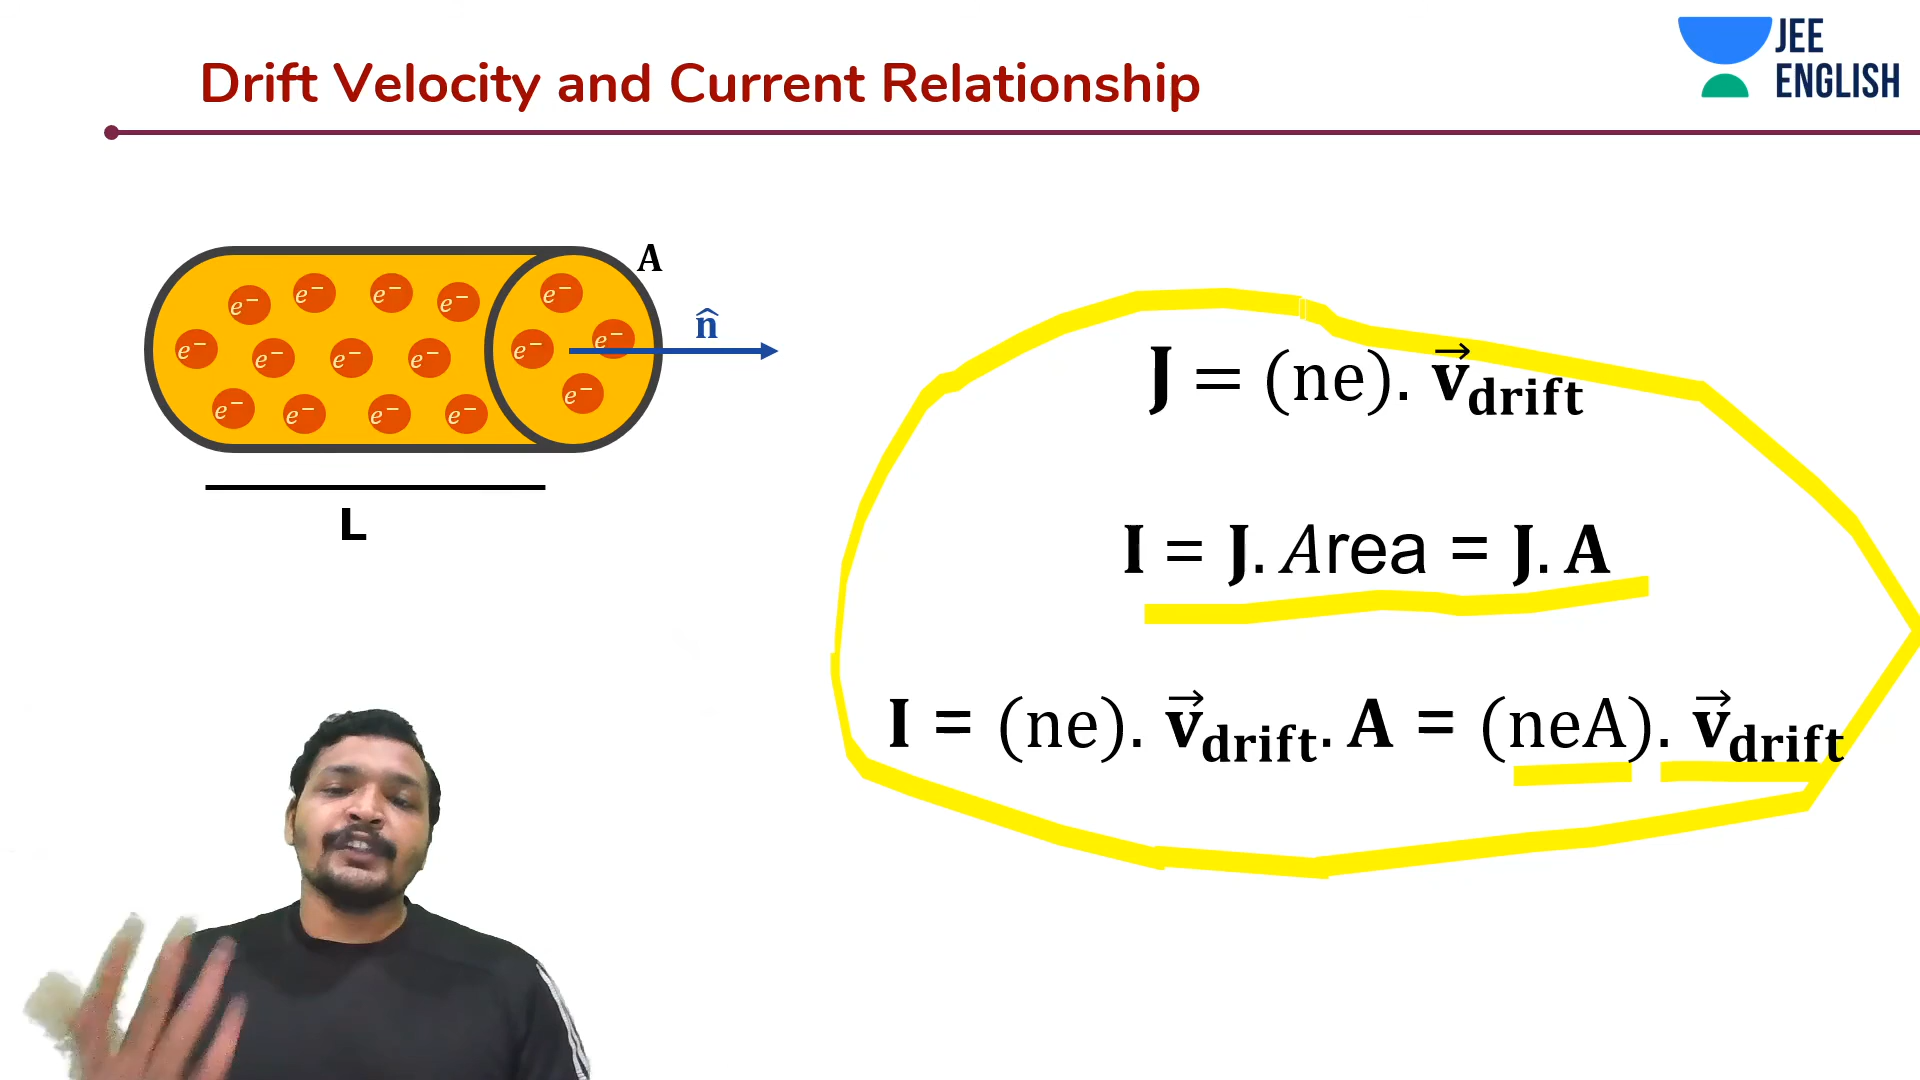 Drift Velocity and Current Relationship
JEE
ENGLISH
A
n̂
e⁻ e⁻ e⁻ e⁻ e⁻
e⁻ e⁻ e⁻ e⁻ e⁻ e⁻
e⁻ e⁻ e⁻ e⁻ e⁻
L
J = (ne). v⃗drift
I = J. Area = J. A
I = (ne). v⃗drift. A = (neA). v⃗drift